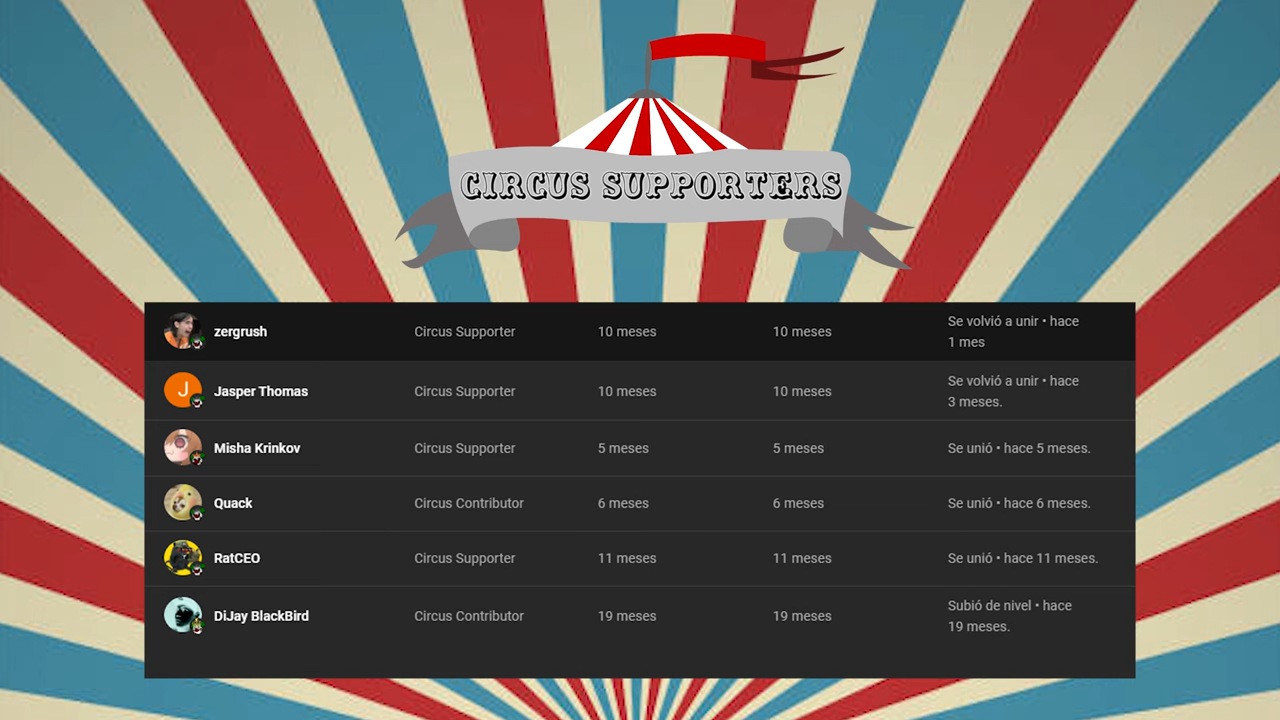 CIRCUS SUPPORTERS
zergrush Circus Supporter 10 meses 10 meses Se volvió a unir • hace
1 mes
J Jasper Thomas Circus Supporter 10 meses 10 meses Se volvió a unir • hace
3 meses.
Misha Krinkov Circus Supporter 5 meses 5 meses Se unió • hace 5 meses.
Quack Circus Contributor 6 meses 6 meses Se unió • hace 6 meses.
RatCEO Circus Supporter 11 meses 11 meses Se unió • hace 11 meses.
DiJay BlackBird Circus Contributor 19 meses 19 meses Subió de nivel • hace
19 meses.